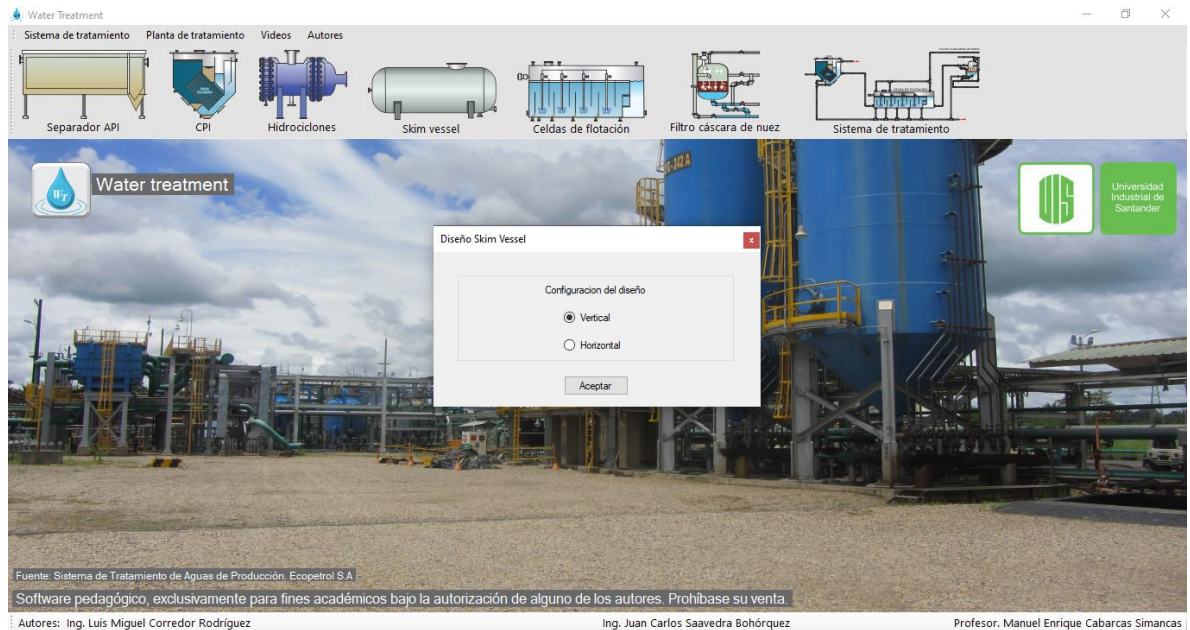 Water Treatment
Sistema de tratamiento Planta de tratamiento Videos Autores
Separador API
CPI
Hidrociclones
Skim vessel
Celdas de flotación
Filtro cáscara de nuez
Sistema de tratamiento
WT
Water treatment
UIS
Universidad
Industrial de
Santander
Diseño Skim Vessel
x
Configuracion del diseño
Vertical
Horizontal
Aceptar
Fuente: Sistema de Tratamiento de Aguas de Producción. Ecopetrol S.A
Software pedagógico, exclusivamente para fines académicos bajo la autorización de alguno de los autores. Prohíbase su venta.
Autores: Ing. Luis Miguel Corredor Rodríguez Ing. Juan Carlos Saavedra Bohórquez Profesor. Manuel Enrique Cabarcas Simancas